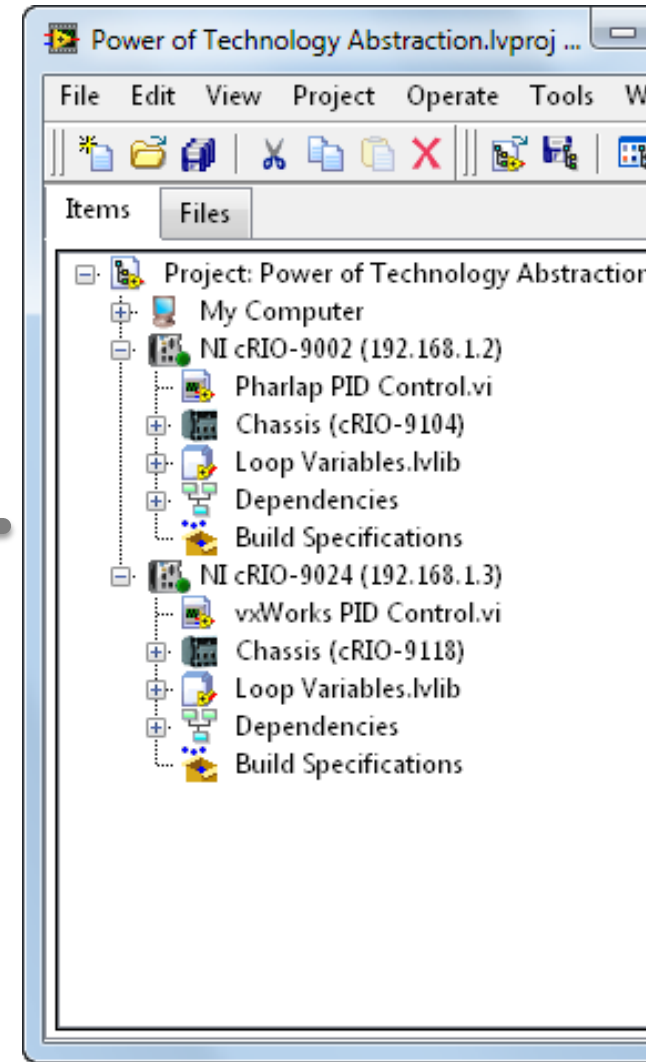 Power of Technology Abstraction.lvproj ...
File Edit View Project Operate Tools W
Items Files
Project: Power of Technology Abstraction
My Computer
NI cRIO-9002 (192.168.1.2)
Pharlap PID Control.vi
Chassis (cRIO-9104)
Loop Variables.lvlib
Dependencies
Build Specifications
NI cRIO-9024 (192.168.1.3)
vxWorks PID Control.vi
Chassis (cRIO-9118)
Loop Variables.lvlib
Dependencies
Build Specifications